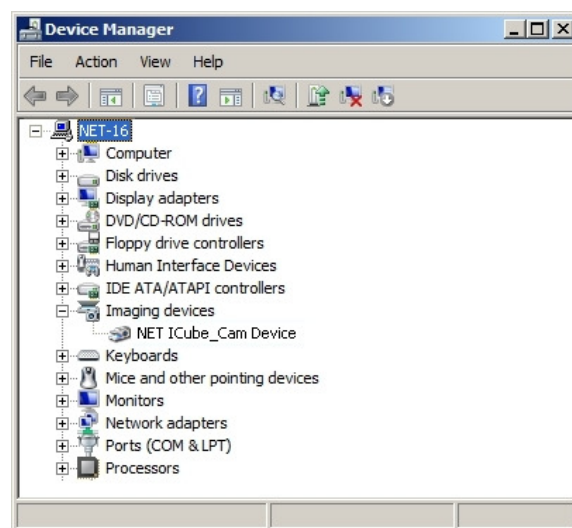 Device Manager
File Action View Help
NET-16
Computer
Disk drives
Display adapters
DVD/CD-ROM drives
Floppy drive controllers
Human Interface Devices
IDE ATA/ATAPI controllers
Imaging devices
NET ICube_Cam Device
Keyboards
Mice and other pointing devices
Monitors
Network adapters
Ports (COM & LPT)
Processors